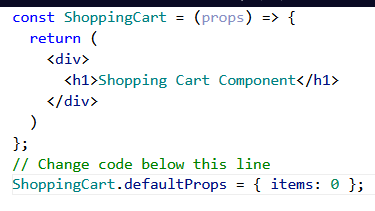 const ShoppingCart = (props) => {
  return (
    <div>
      <h1>Shopping Cart Component</h1>
    </div>
  )
};
// Change code below this line
ShoppingCart.defaultProps = { items: 0 };